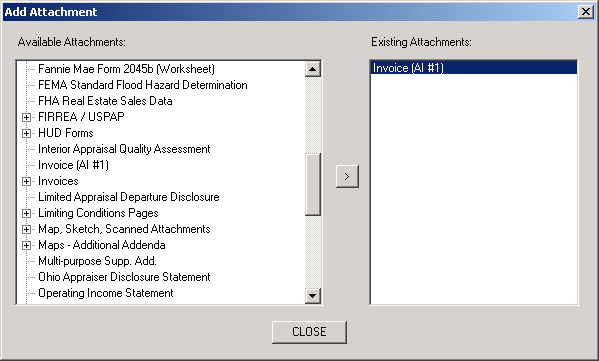 Add Attachment
Available Attachments:
Existing Attachments:
Fannie Mae Form 2045b (Worksheet)
FEMA Standard Flood Hazard Determination
FHA Real Estate Sales Data
FIRREA / USPAP
HUD Forms
Interior Appraisal Quality Assessment
Invoice (AI #1)
Invoices
Limited Appraisal Departure Disclosure
Limiting Conditions Pages
Map, Sketch, Scanned Attachments
Maps - Additional Addenda
Multi-purpose Supp. Add.
Ohio Appraiser Disclosure Statement
Operating Income Statement
>
Invoice (AI #1)
CLOSE